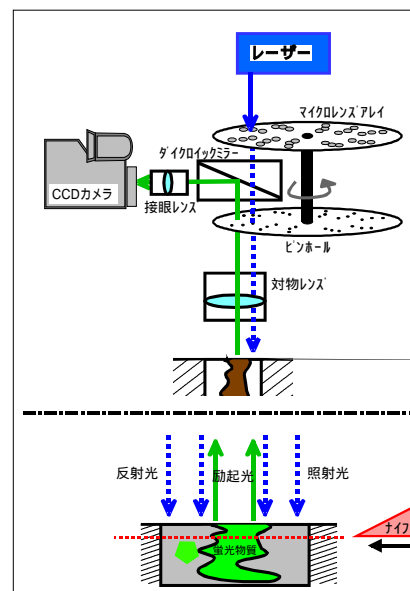 レーザー
マイクロレンズアレイ
ダイクロイックミラー
CCDカメラ
接眼レンズ
ピンホール
対物レンズ
反射光
励起光
照射光
蛍光物質
ナイフ